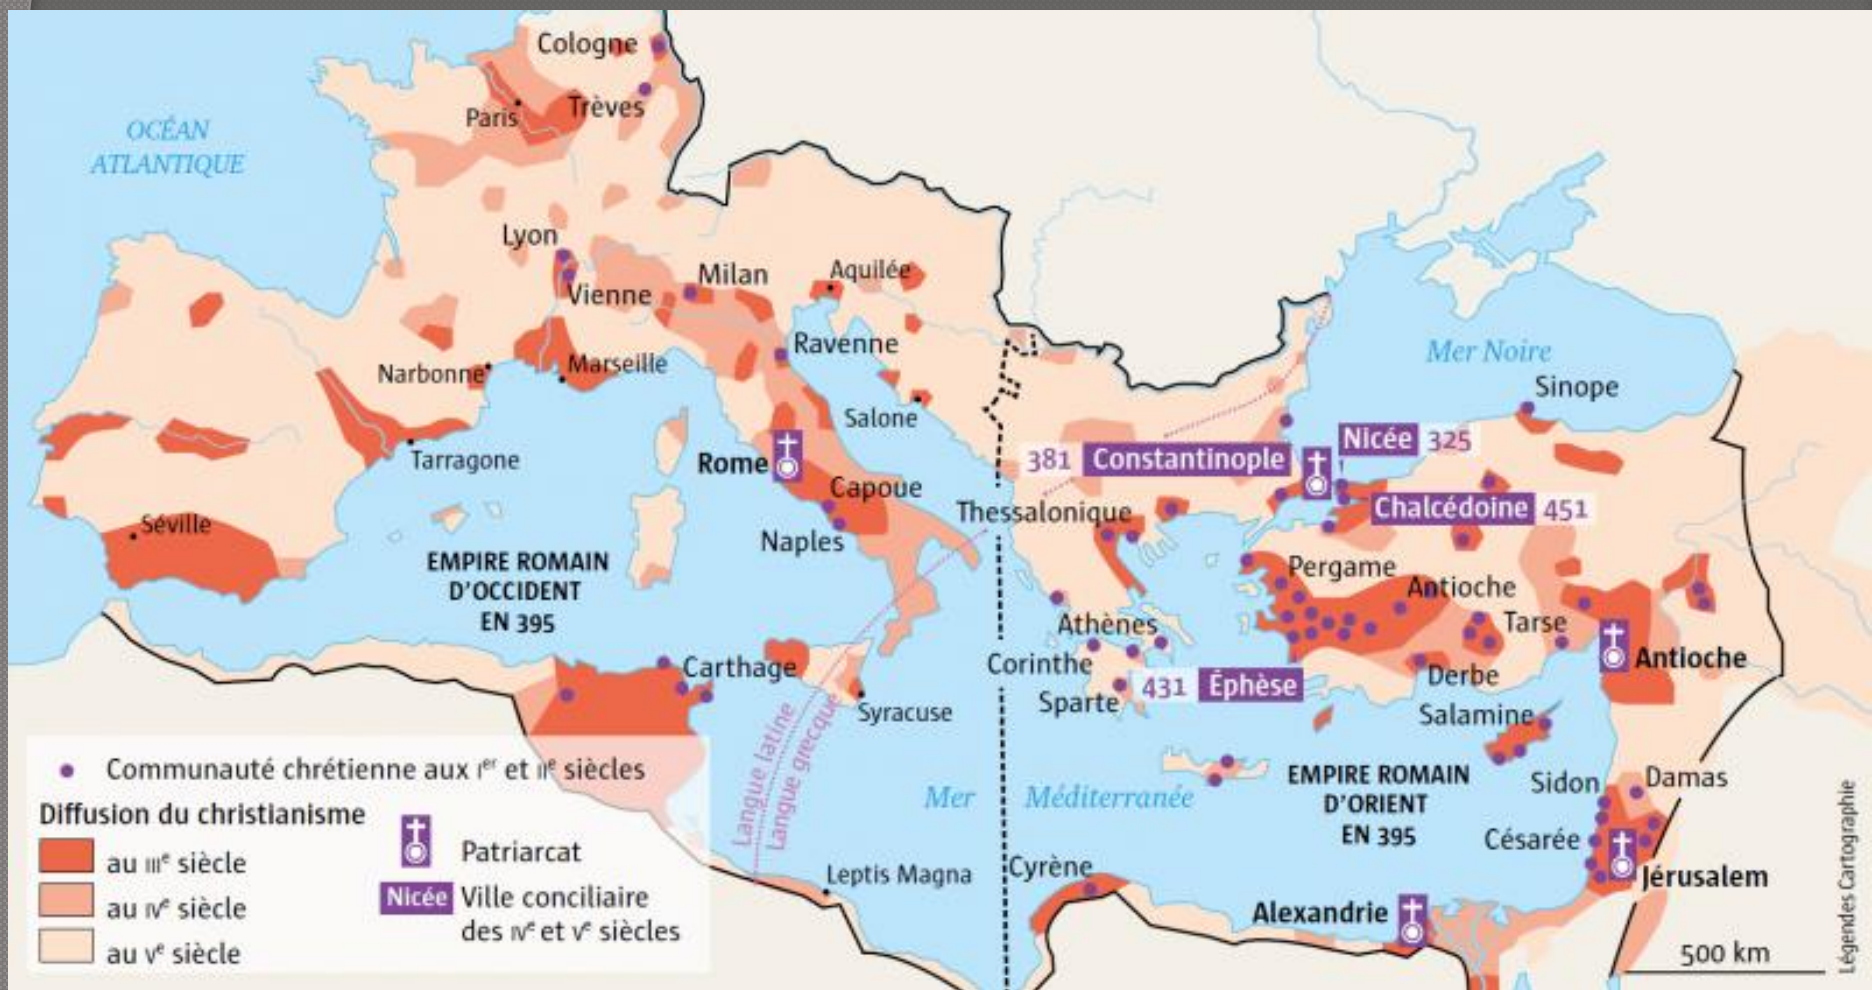 Cologne
Trèves
Paris
OCÉAN
ATLANTIQUE
Lyon
Vienne
Milan
Aquilée
Ravenne
Narbonne
Marseille
Salone
Mer Noire
Sinope
Tarragone
Rome
Capoue
Naples
Séville
381 Constantinople
Nicée 325
Chalcédoine 451
Thessalonique
EMPIRE ROMAIN
D'OCCIDENT
EN 395
Pergame
Antioche
Tarse
Athènes
Corinthe
Sparte
431 Éphèse
Antioche
Derbe
Salamine
Carthage
Syracuse
Langue latine
Langue grecque
Mer Méditerranée
EMPIRE ROMAIN
D'ORIENT
EN 395
Sidon
Damas
Césarée
Jérusalem
Leptis Magna
Cyrène
Alexandrie
500 km
Légendes Cartographie
Communauté chrétienne aux Ier et IIe siècles
Diffusion du christianisme
au IIIe siècle
au IVe siècle
au Ve siècle
Patriarcat
Nicée Ville conciliaire
des IVe et Ve siècles